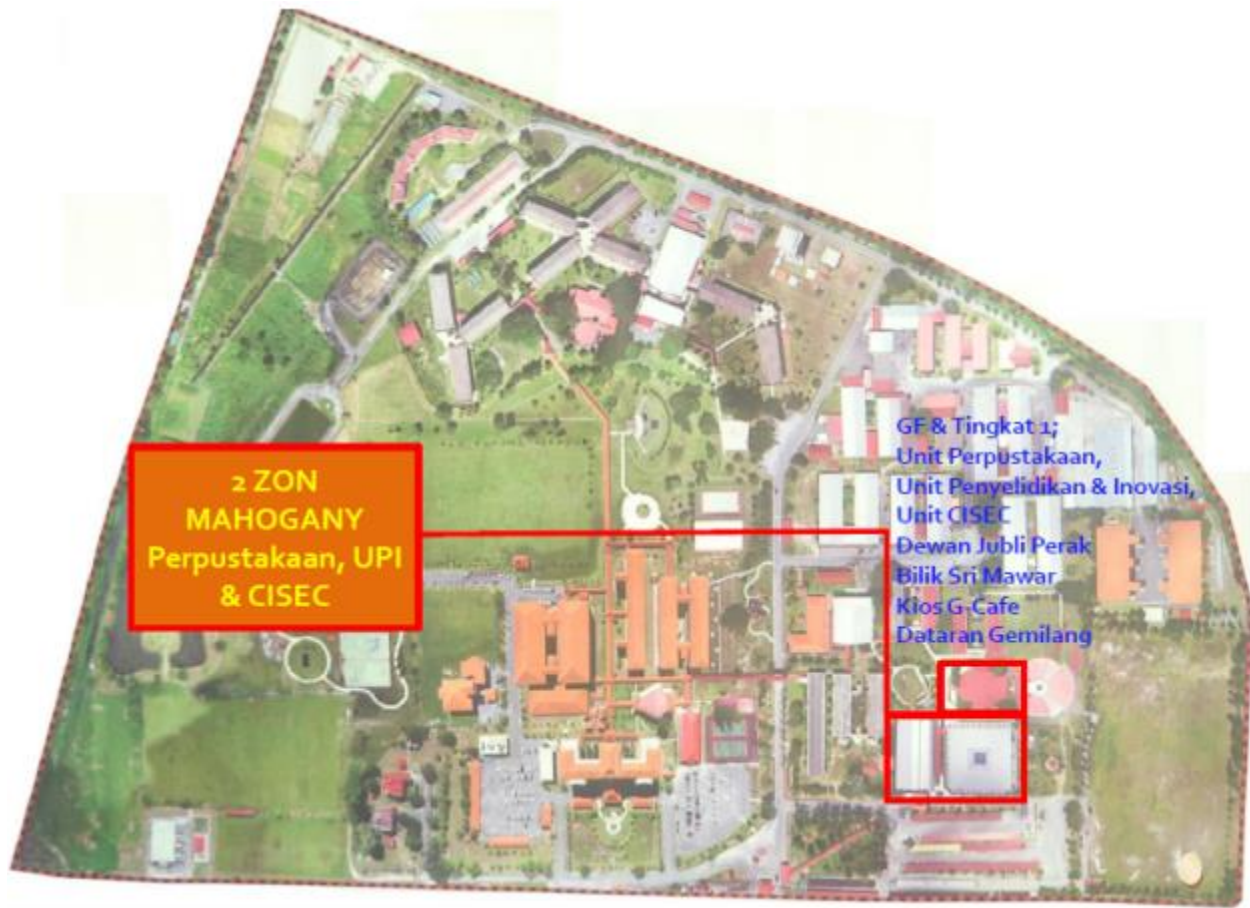 2 ZON
MAHOGANY
Perpustakaan, UPI
& CISEC
GF & Tingkat 1;
Unit Perpustakaan,
Unit Penyelidikan & Inovasi,
Unit CISEC
Dewan Jubli Perak
Bilik Sri Mawar
Kios G-Cafe
Dataran Gemilang